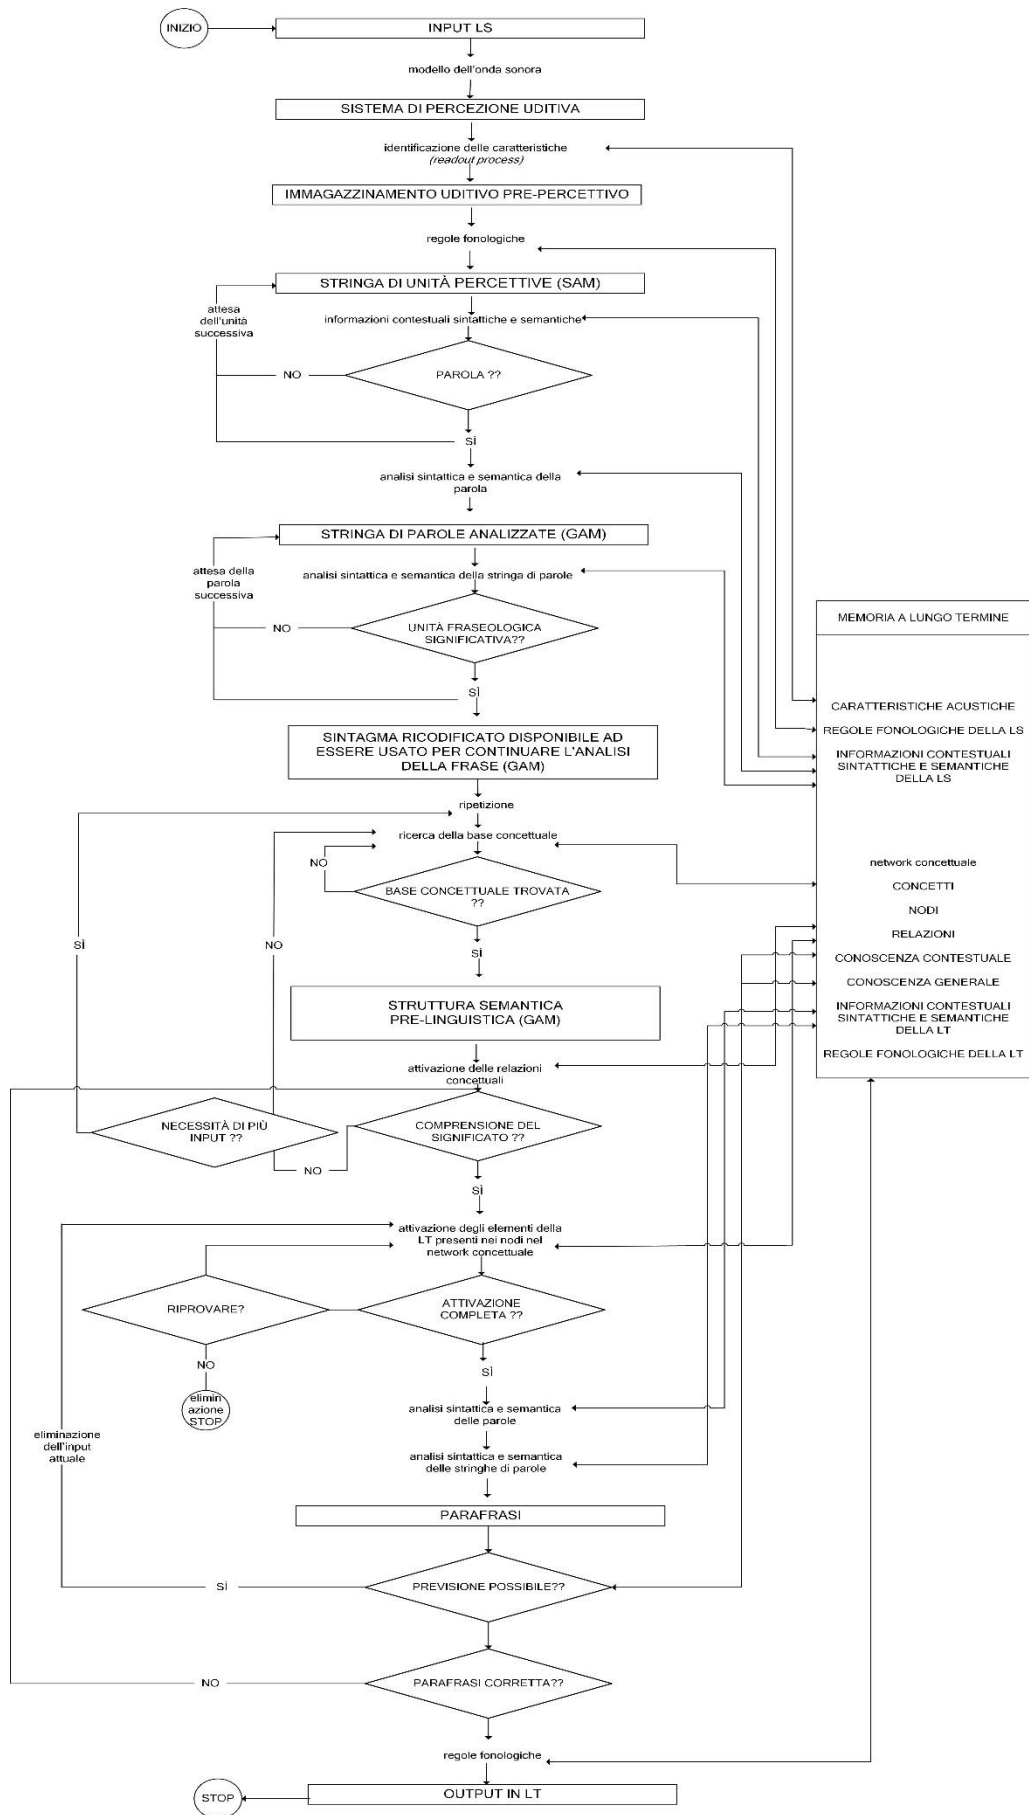 INIZIO
INPUT LS
modello dell'onda sonora
SISTEMA DI PERCEZIONE UDITIVA
identificazione delle caratteristiche
(readout process)
IMMAGAZZINAMENTO UDITIVO PRE-PERCETTIVO
regole fonologiche
STRINGA DI UNITÀ PERCETTIVE (SAM)
attesa
dell'unità
successiva
informazioni contestuali sintattiche e semantiche
NO
PAROLA ??
SÌ
analisi sintattica e semantica della
parola
STRINGA DI PAROLE ANALIZZATE (GAM)
attesa della
parola
successiva
analisi sintattica e semantica della stringa di parole
NO
UNITÀ FRASEOLOGICA
SIGNIFICATIVA??
SÌ
SINTAGMA RICODIFICATO DISPONIBILE AD
ESSERE USATO PER CONTINUARE L'ANALISI
DELLA FRASE (GAM)
ripetizione
ricerca della base concettuale
NO
BASE CONCETTUALE TROVATA
??
SÌ
NO
SÌ
STRUTTURA SEMANTICA
PRE-LINGUISTICA (GAM)
attivazione delle relazioni
concettuali
NECESSITÀ DI PIÙ
INPUT ??
COMPRENSIONE DEL
SIGNIFICATO ??
NO
SÌ
attivazione degli elementi della
LT presenti nei nodi nel
network concettuale
RIPROVARE?
ATTIVAZIONE
COMPLETA ??
NO
SÌ
elimin
azione
STOP
analisi sintattica e semantica
delle parole
eliminazione
dell'input
attuale
analisi sintattica e semantica
delle stringhe di parole
PARAFRASI
SÌ
PREVISIONE POSSIBILE??
NO
PARAFRASI CORRETTA??
regole fonologiche
STOP
OUTPUT IN LT
MEMORIA A LUNGO TERMINE
CARATTERISTICHE ACUSTICHE
REGOLE FONOLOGICHE DELLA LS
INFORMAZIONI CONTESTUALI
SINTATTICHE E SEMANTICHE
DELLA LS
network concettuale
CONCETTI
NODI
RELAZIONI
CONOSCENZA CONTESTUALE
CONOSCENZA GENERALE
INFORMAZIONI CONTESTUALI
SINTATTICHE E SEMANTICHE
DELLA LT
REGOLE FONOLOGICHE DELLA LT